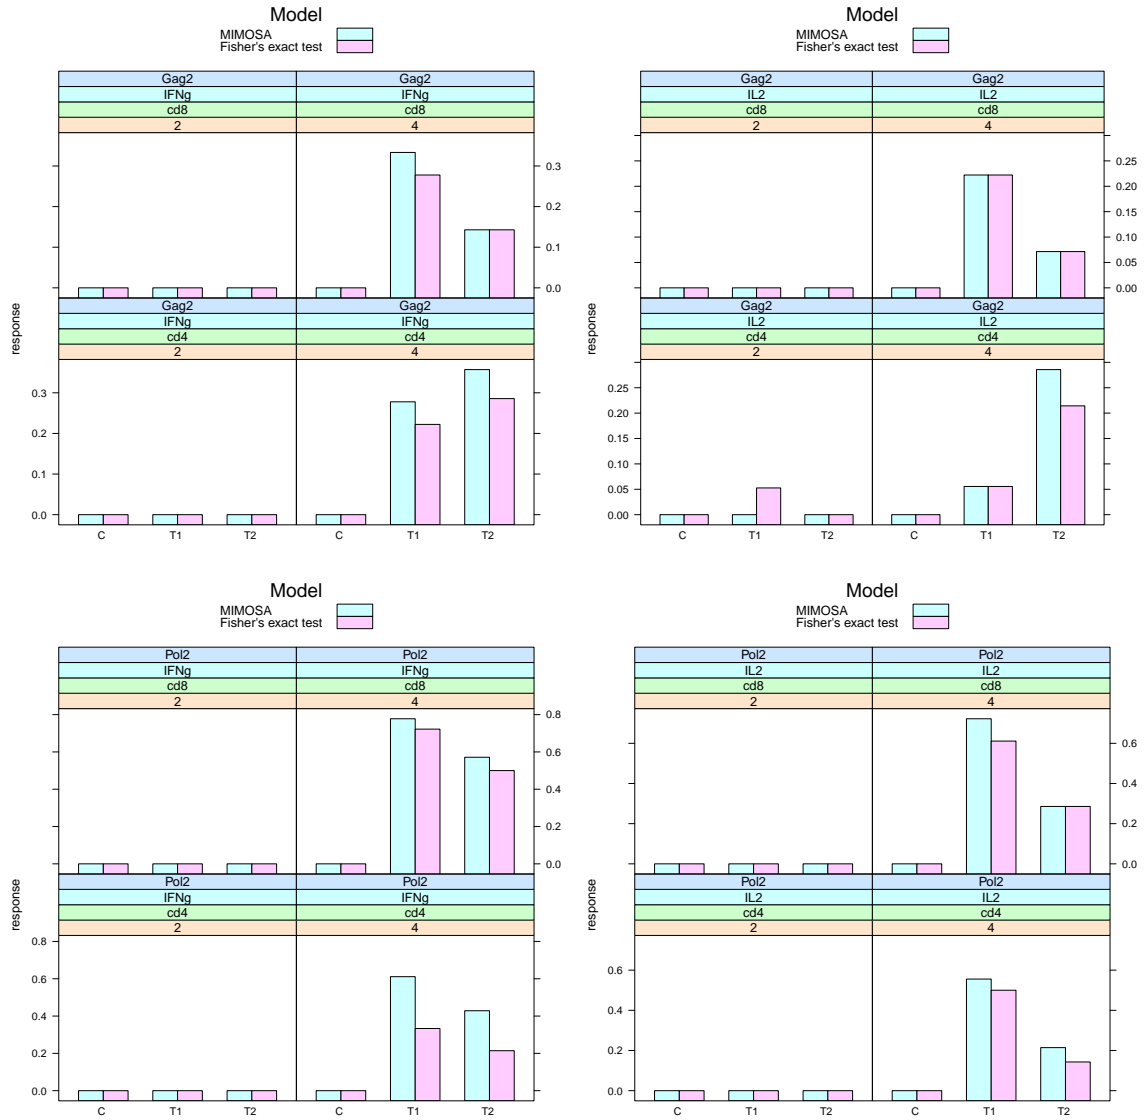 Model
MIMOSA
Fisher's exact test
Gag2 Gag2
IFNg IFNg
cd8 cd8
2 4
0.3
0.2
0.1
0.0
Gag2 Gag2
IFNg IFNg
cd4 cd4
2 4
response
0.3
0.2
0.1
0.0
C T1 T2 C T1 T2
Model
MIMOSA
Fisher's exact test
Gag2 Gag2
IL2 IL2
cd8 cd8
2 4
0.25
0.20
0.15
0.10
0.05
0.00
Gag2 Gag2
IL2 IL2
cd4 cd4
2 4
response
0.25
0.20
0.15
0.10
0.05
0.00
C T1 T2 C T1 T2
Model
MIMOSA
Fisher's exact test
Pol2 Pol2
IFNg IFNg
cd8 cd8
2 4
0.8
0.6
0.4
0.2
0.0
Pol2 Pol2
IFNg IFNg
cd4 cd4
2 4
response
0.8
0.6
0.4
0.2
0.0
C T1 T2 C T1 T2
Model
MIMOSA
Fisher's exact test
Pol2 Pol2
IL2 IL2
cd8 cd8
2 4
0.6
0.4
0.2
0.0
Pol2 Pol2
IL2 IL2
cd4 cd4
2 4
response
0.6
0.4
0.2
0.0
C T1 T2 C T1 T2